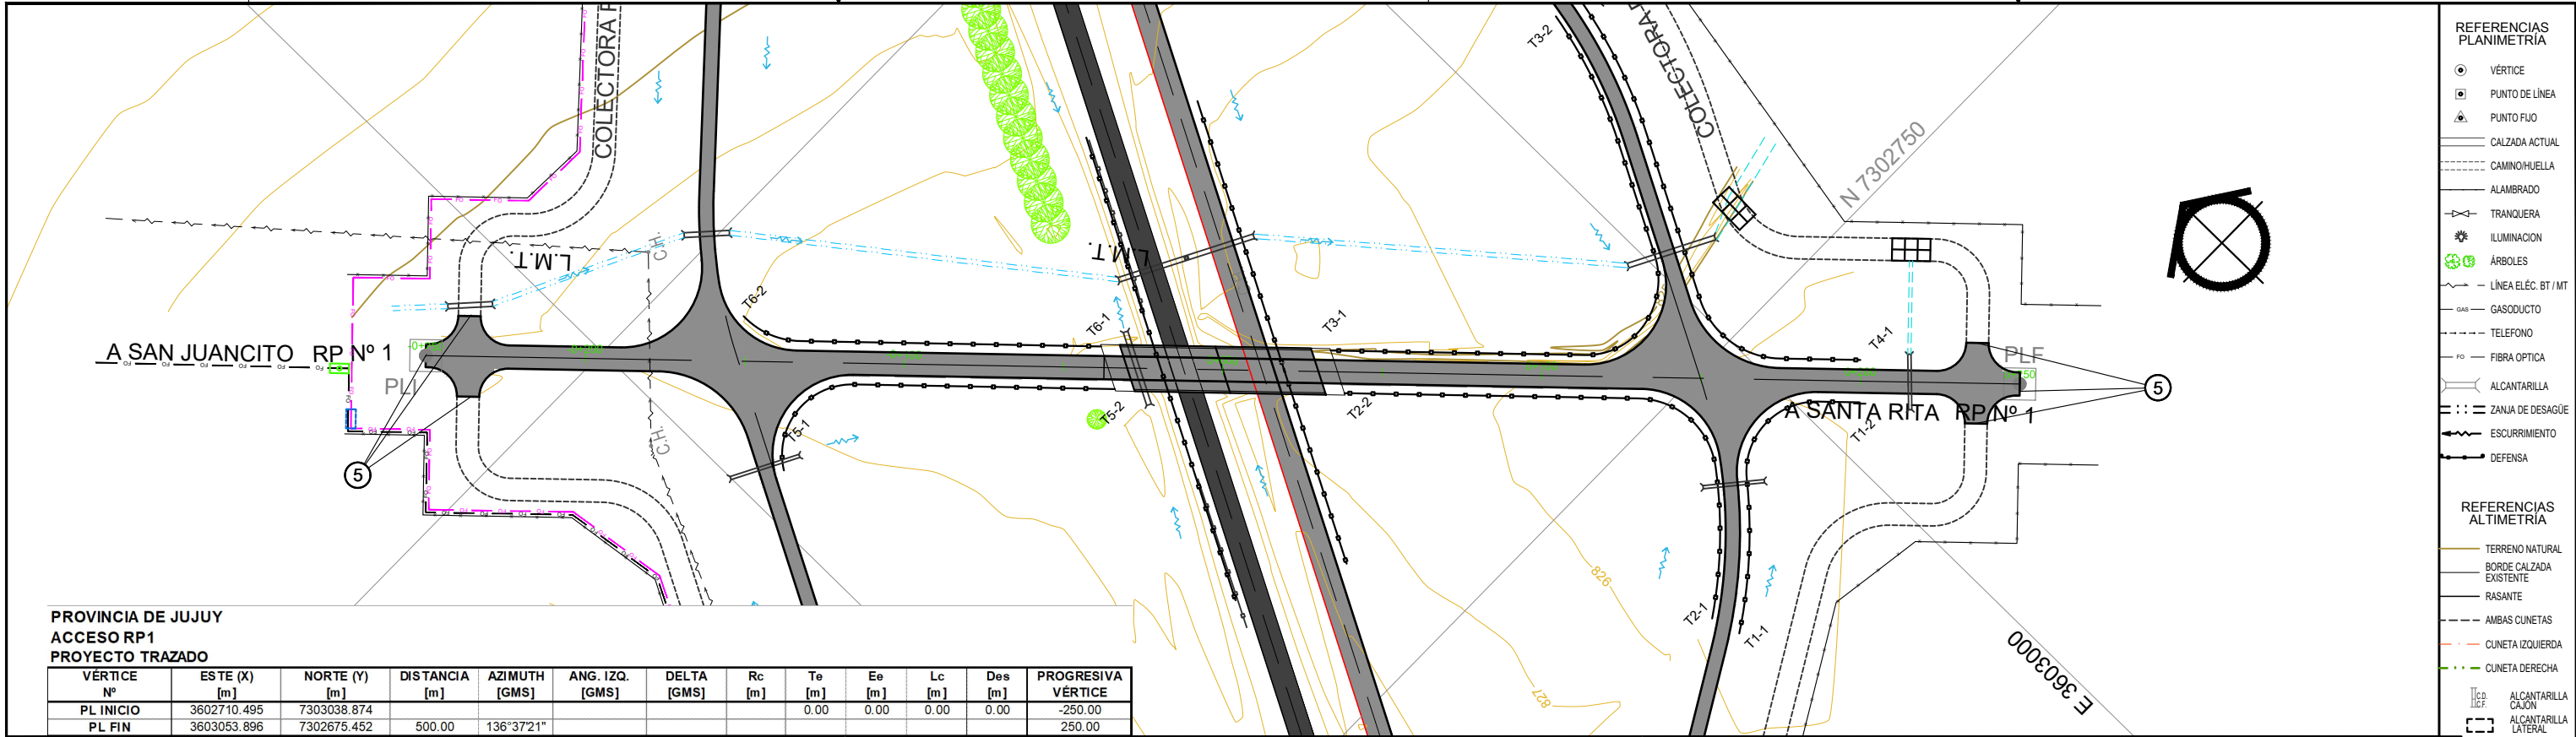 COLECTORA
COLECTORA
T3-2
N 7302750
L.M.T.
L.M.T.
C.H.
C.H.
T6-2
T6-1
T3-1
T4-1
A SAN JUANCITO RP Nº 1
PLI
PLF
T5-1
T5-2
T2-2
T1-2
A SANTA RITA RP Nº 1
5
5
826
827
T2-1
T1-1
E 3603000
PROVINCIA DE JUJUY
ACCESO RP1
PROYECTO TRAZADO
VÉRTICE Nº ESTE (X) [m] NORTE (Y) [m] DISTANCIA [m] AZIMUTH [GMS] ANG. IZQ. [GMS] DELTA [GMS] Rc [m] Te [m] Ee [m] Lc [m] Des [m] PROGRESIVA VÉRTICE
PL INICIO 3602710.495 7303038.874 0.00 0.00 0.00 0.00 -250.00
PL FIN 3603053.896 7302675.452 500.00 136°37'21" 250.00
REFERENCIAS
PLANIMETRÍA
VÉRTICE
PUNTO DE LÍNEA
PUNTO FIJO
CALZADA ACTUAL
CAMINO/HUELLA
ALAMBRADO
TRANQUERA
ILUMINACION
ÁRBOLES
LÍNEA ELÉC. BT / MT
GAS GASODUCTO
TELEFONO
FO FIBRA OPTICA
ALCANTARILLA
ZANJA DE DESAGÜE
ESCURRIMIENTO
DEFENSA
REFERENCIAS
ALTIMETRÍA
TERRENO NATURAL
BORDE CALZADA
EXISTENTE
RASANTE
AMBAS CUNETAS
CUNETA IZQUIERDA
CUNETA DERECHA
C.D.
C.F.
ALCANTARILLA
CAJÓN
ALCANTARILLA
LATERAL